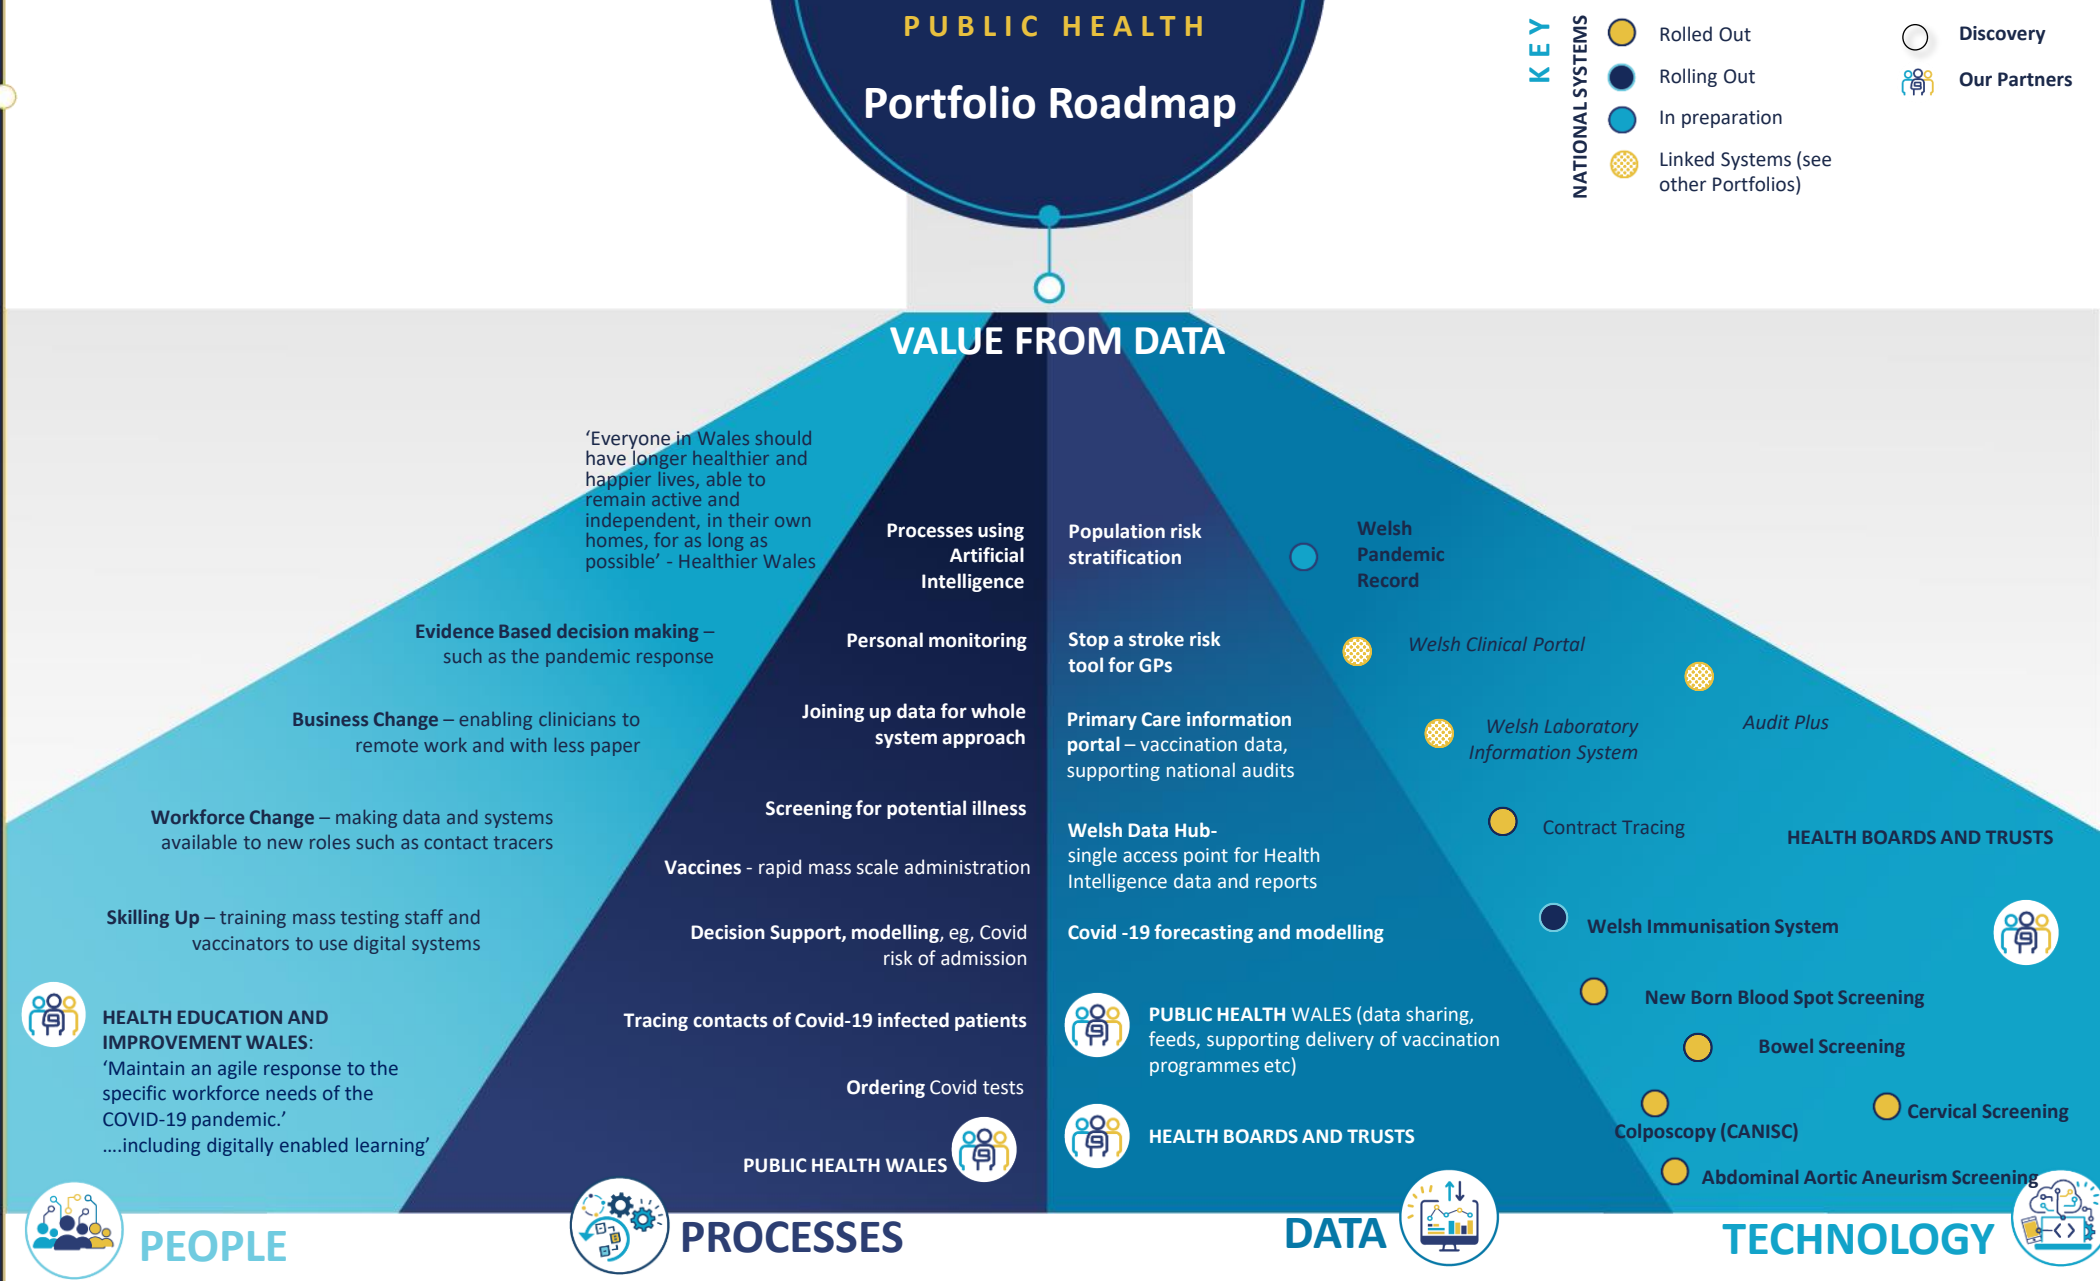 PUBLIC HEALTH
Portfolio Roadmap
KEY
NATIONAL SYSTEMS
Rolled Out
Rolling Out
In preparation
Linked Systems (see
other Portfolios)
Discovery
Our Partners
VALUE FROM DATA
‘Everyone in Wales should
have longer healthier and
happier lives, able to
remain active and
independent, in their own
homes, for as long as
possible’ - Healthier Wales
Evidence Based decision making –
such as the pandemic response
Business Change – enabling clinicians to
remote work and with less paper
Workforce Change – making data and systems
available to new roles such as contact tracers
Skilling Up – training mass testing staff and
vaccinators to use digital systems
HEALTH EDUCATION AND
IMPROVEMENT WALES:
‘Maintain an agile response to the
specific workforce needs of the
COVID-19 pandemic.’
....including digitally enabled learning’
PEOPLE
Processes using
Artificial
Intelligence
Personal monitoring
Joining up data for whole
system approach
Screening for potential illness
Vaccines - rapid mass scale administration
Decision Support, modelling, eg, Covid
risk of admission
Tracing contacts of Covid-19 infected patients
Ordering Covid tests
PUBLIC HEALTH WALES
PROCESSES
Population risk
stratification
Stop a stroke risk
tool for GPs
Primary Care information
portal – vaccination data,
supporting national audits
Welsh Data Hub-
single access point for Health
Intelligence data and reports
Covid -19 forecasting and modelling
PUBLIC HEALTH WALES (data sharing,
feeds, supporting delivery of vaccination
programmes etc)
HEALTH BOARDS AND TRUSTS
DATA
Welsh
Pandemic
Record
Welsh Clinical Portal
Welsh Laboratory
Information System
Audit Plus
Contract Tracing
HEALTH BOARDS AND TRUSTS
Welsh Immunisation System
New Born Blood Spot Screening
Bowel Screening
Cervical Screening
Colposcopy (CANISC)
Abdominal Aortic Aneurism Screening
TECHNOLOGY